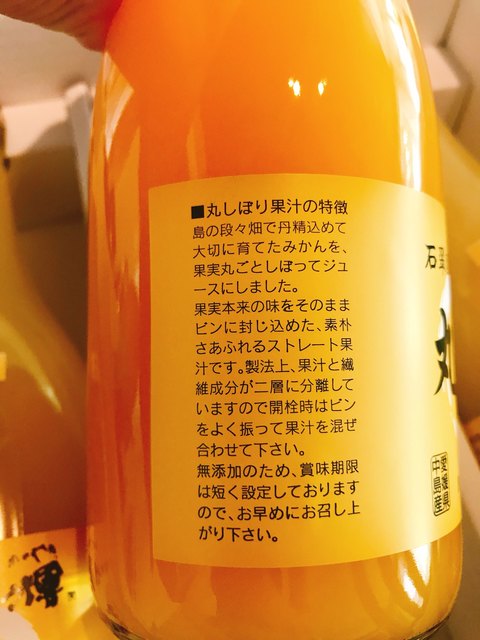 ■丸しぼり果汁の特徴
島の段々畑で丹精込めて
大切に育てたみかんを、
果実丸ごとしぼってジュ
ースにしました。
果実本来の味をそのまま
ビンに封じ込めた、素朴
さあふれるストレート果
汁です。製法上、果汁と繊
維成分が二層に分離して
いますので開栓時はビン
をよく振って果汁を混ぜ
合わせて下さい。
無添加のため、賞味期限
は短く設定しております
ので、お早めにお召し上
がり下さい。
石
丸
愛媛県
中島産